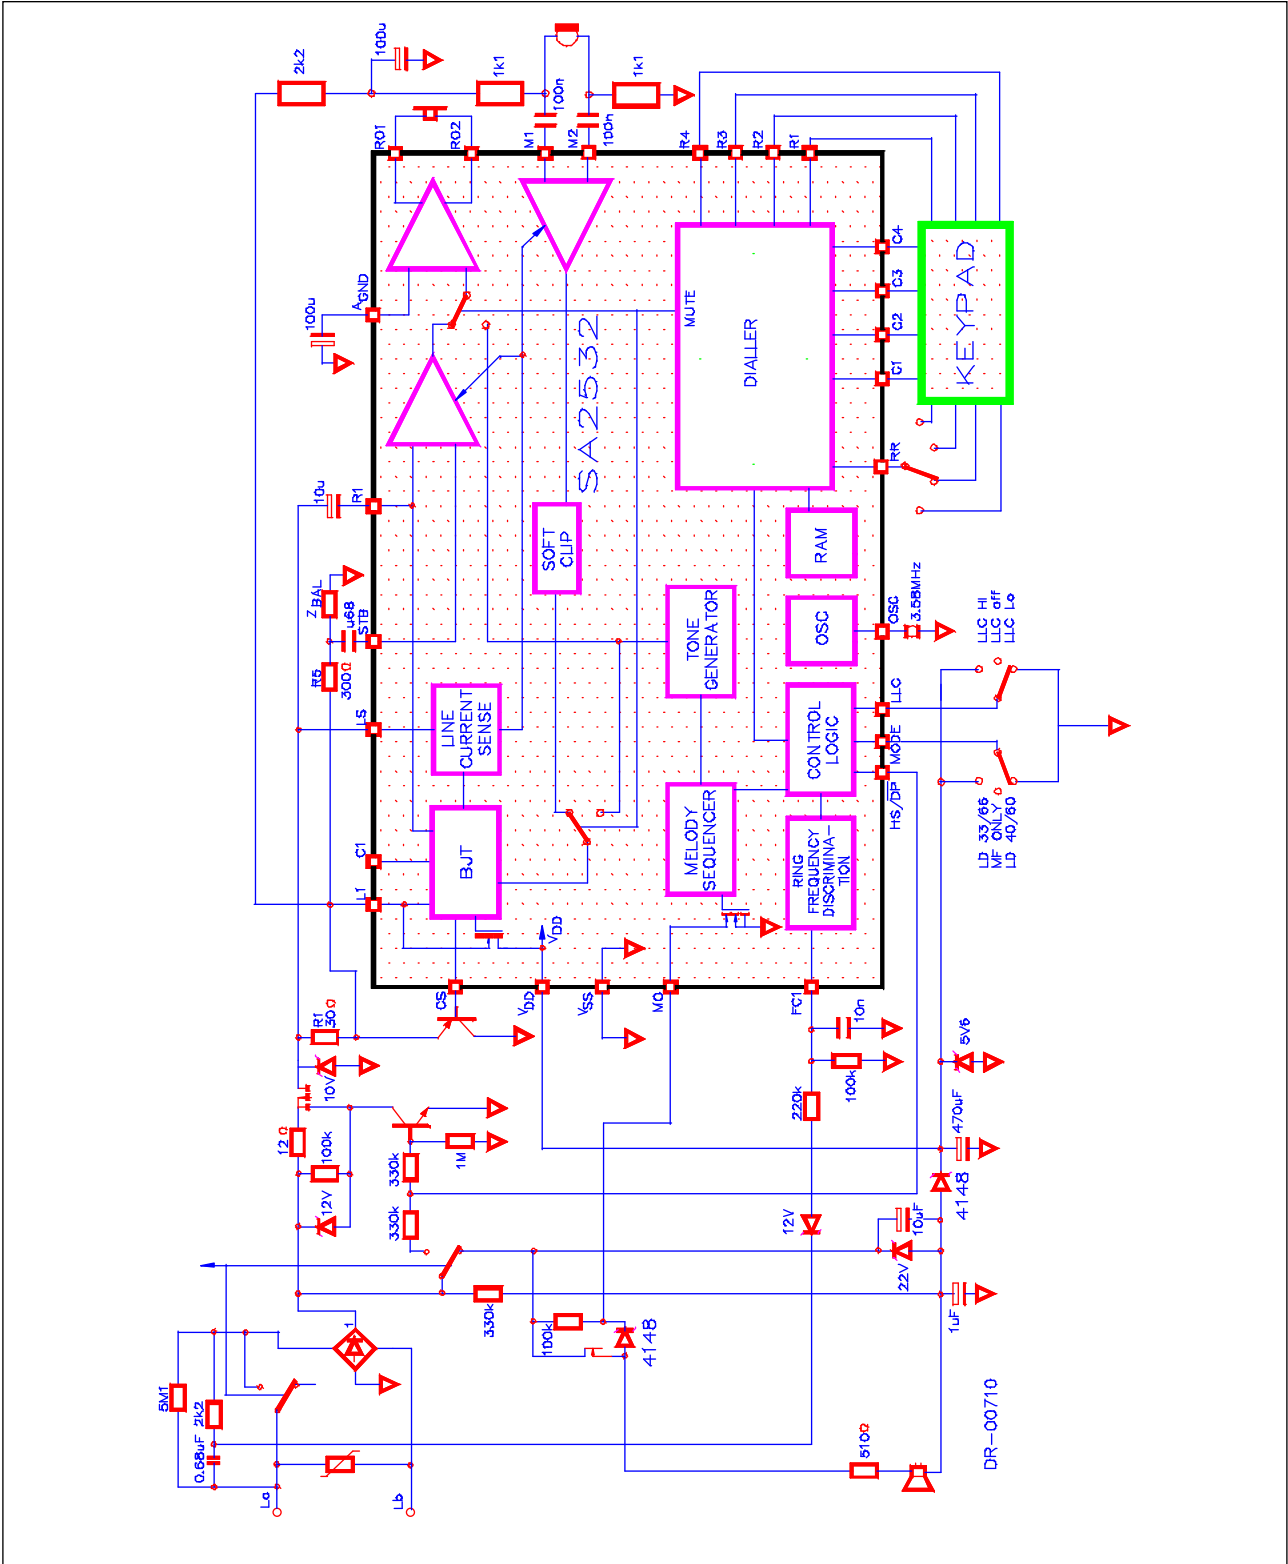 2k2
100u
1k1
100n
1k1
RO1
RO2
M1
M2
100n
R4
R3
R2
R1
100u
AGND
MUTE
DIALLER
C4
C3
C2
C1
KEYPAD
SA25532
10u
R1
RR
SOFT
CLIP
RAM
Z BAL
u68
STB
R5
300Ω
TONE
GENERATOR
OSC
OSC
3.58MHz
LLC HI
LLC off
LLC Lo
LS
LINE
CURRENT
SENSE
CONTROL
LOGIC
LLC
MODE
HS/DP
LD 33/66
MF ONLY
LD 40/60
C1
L1
BJT
MELODY
SEQUENCER
RING
FREQUENCY
DISCRIMINA-
TION
VDD
CS
VDD
VSS
MO
FC1
R1
30Ω
10V
10n
100k
220k
5V6
12Ω
100k
12V
330k
1M
330k
470uF
4148
12V
10uF
22V
330k
100k
4148
1uF
1
5M1
2k2
0.68uF
La
Lb
510Ω
DR-00710